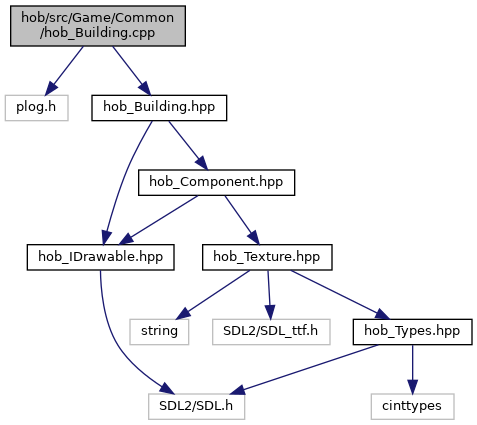 hob/src/Game/Common
/hob_Building.cpp
plog.h
hob_Building.hpp
hob_Component.hpp
hob_IDrawable.hpp
hob_Texture.hpp
string
SDL2/SDL_ttf.h
hob_Types.hpp
SDL2/SDL.h
cinttypes